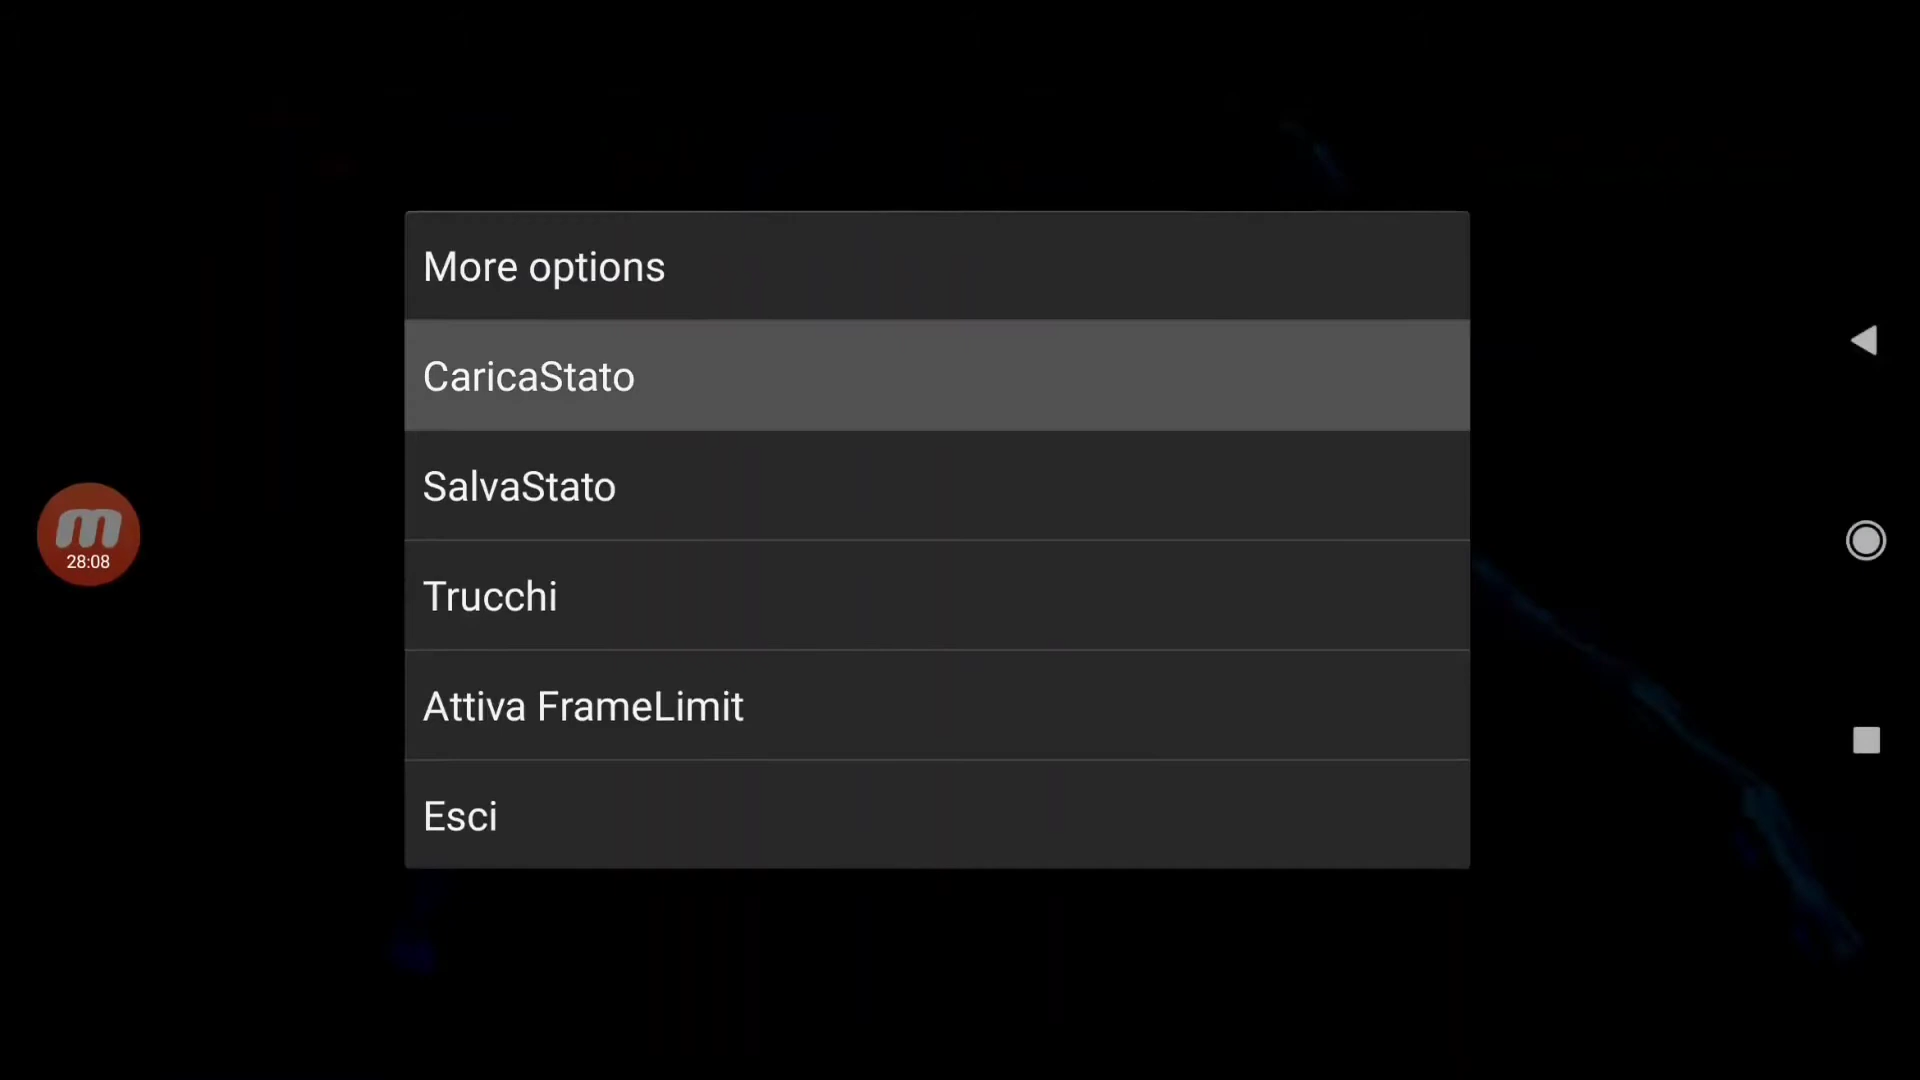 More options
CaricaStato
SalvaStato
Trucchi
Attiva FrameLimit
Esci
m
28:08